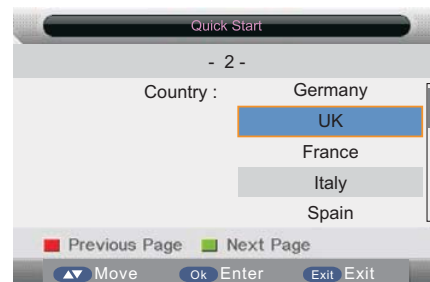 Quick Start
- 2 -
Country : Germany
UK
France
Italy
Spain
Previous Page Next Page
Move Ok Enter Exit Exit